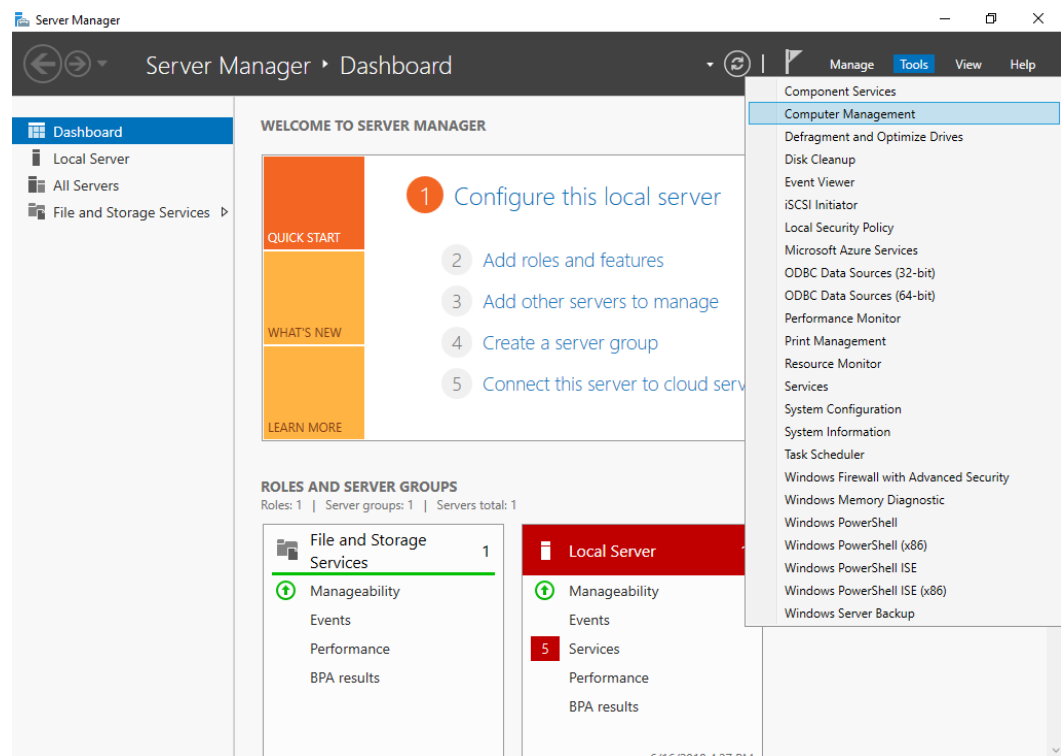 Server Manager
Server Manager • Dashboard
Manage Tools View Help
Dashboard
Local Server
All Servers
File and Storage Services
WELCOME TO SERVER MANAGER
QUICK START
WHAT'S NEW
LEARN MORE
1 Configure this local server
2 Add roles and features
3 Add other servers to manage
4 Create a server group
5 Connect this server to cloud serv
ROLES AND SERVER GROUPS
Roles: 1 | Server groups: 1 | Servers total: 1
File and Storage
Services
1
Manageability
Events
Performance
BPA results
Local Server
Manageability
Events
5 Services
Performance
BPA results
Component Services
Computer Management
Defragment and Optimize Drives
Disk Cleanup
Event Viewer
iSCSI Initiator
Local Security Policy
Microsoft Azure Services
ODBC Data Sources (32-bit)
ODBC Data Sources (64-bit)
Performance Monitor
Print Management
Resource Monitor
Services
System Configuration
System Information
Task Scheduler
Windows Firewall with Advanced Security
Windows Memory Diagnostic
Windows PowerShell
Windows PowerShell (x86)
Windows PowerShell ISE
Windows PowerShell ISE (x86)
Windows Server Backup